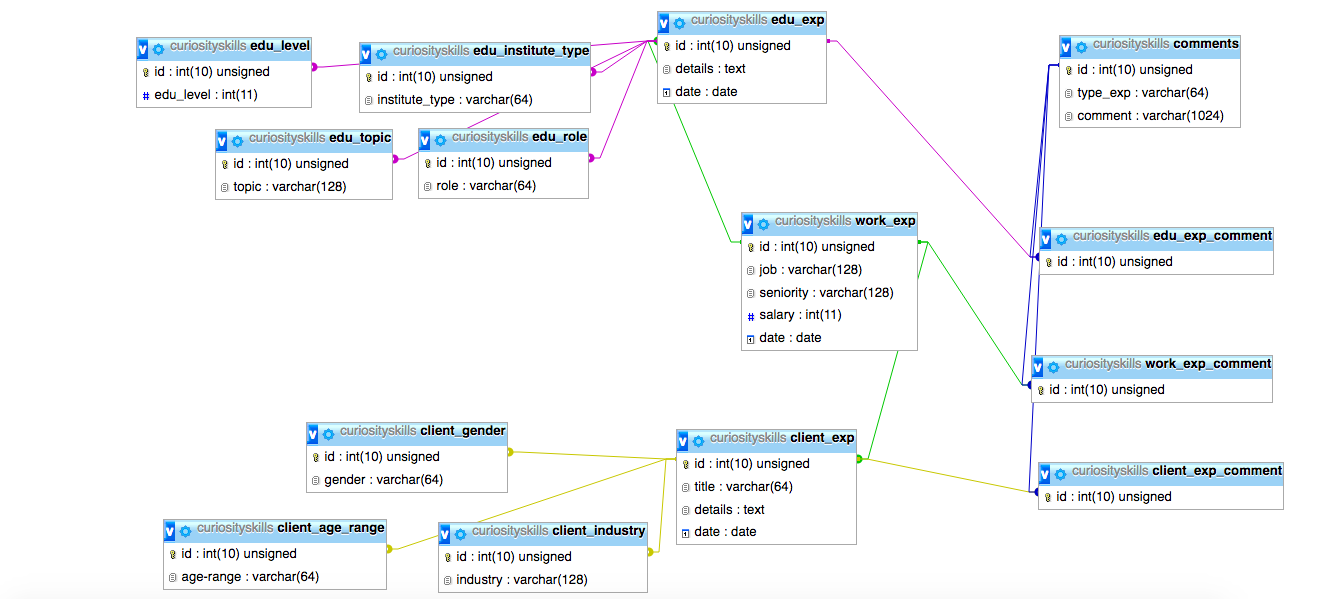 curiosityskills edu_level
id : int(10) unsigned
# edu_level : int(11)
curiosityskills edu_institute_type
id : int(10) unsigned
institute_type : varchar(64)
curiosityskills edu_exp
id : int(10) unsigned
details : text
date : date
curiosityskills comments
id : int(10) unsigned
type_exp : varchar(64)
comment : varchar(1024)
curiosityskills edu_topic
id : int(10) unsigned
topic : varchar(128)
curiosityskills edu_role
id : int(10) unsigned
role : varchar(64)
curiosityskills work_exp
id : int(10) unsigned
job : varchar(128)
seniority : varchar(128)
# salary : int(11)
date : date
curiosityskills edu_exp_comment
id : int(10) unsigned
curiosityskills work_exp_comment
id : int(10) unsigned
curiosityskills client_gender
id : int(10) unsigned
gender : varchar(64)
curiosityskills client_exp
id : int(10) unsigned
title : varchar(64)
details : text
date : date
curiosityskills client_exp_comment
id : int(10) unsigned
curiosityskills client_age_range
id : int(10) unsigned
age-range : varchar(64)
curiosityskills client_industry
id : int(10) unsigned
industry : varchar(128)